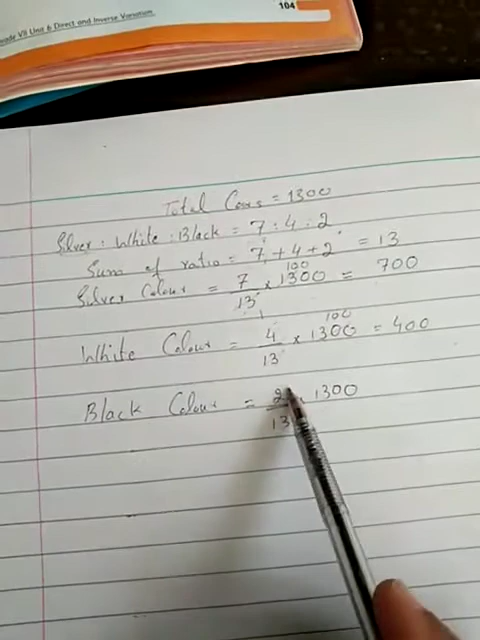 104
Grade VII Unit 6 Direct and Inverse Variation
Total Cars = 1300
Silver : White : Black = 7 : 4 : 2
Sum of ratio = 7 + 4 + 2 = 13
Silver Colour = 7/13 × 1300 100 = 700
White Colour = 4/13 × 1300 100 = 400
Black Colour = 2/13 × 1300